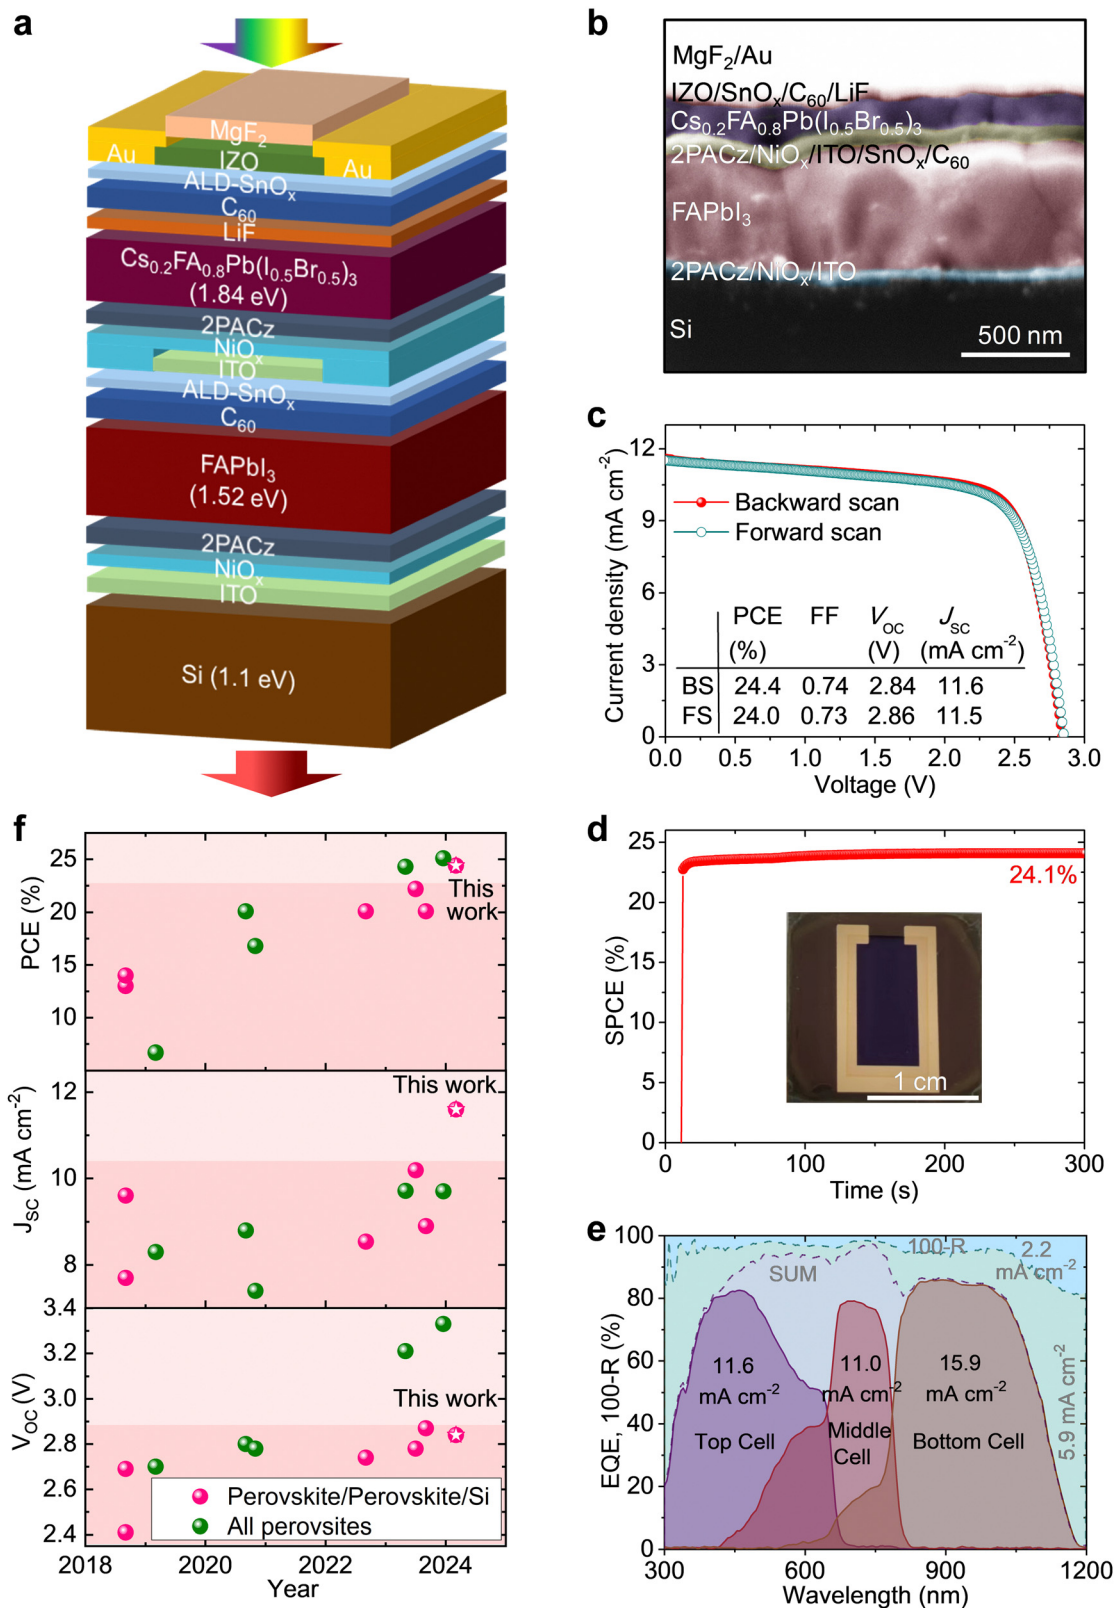 a
MgF₂
Au
IZO
Au
ALD-SnOₓ
C₆₀
LiF
Cs₀.₂FA₀.₈Pb(I₀.₅Br₀.₅)₃
(1.84 eV)
2PACz
NiOₓ
ITO
ALD-SnOₓ
C₆₀
FAPbI₃
(1.52 eV)
2PACz
NiOₓ
ITO
Si (1.1 eV)
b
MgF₂/Au
IZO/SnOₓ/C₆₀/LiF
Cs₀.₂FA₀.₈Pb(I₀.₅Br₀.₅)₃
2PACz/NiOₓ/ITO/SnOₓ/C₆₀
FAPbI₃
2PACz/NiOₓ/ITO
Si
500 nm
c
Current density (mA cm⁻²)
12
9
6
3
0
Backward scan
Forward scan
PCE FF V_OC J_SC
(%) (V) (mA cm⁻²)
BS 24.4 0.74 2.84 11.6
FS 24.0 0.73 2.86 11.5
0.0 0.5 1.0 1.5 2.0 2.5 3.0
Voltage (V)
d
SPCE (%)
25
20
15
10
5
0
24.1%
1 cm
0 100 200 300
Time (s)
e
EQE, 100-R (%)
100
80
60
40
20
0
100-R
2.2
mA cm⁻²
SUM
11.6
mA cm⁻²
Top Cell
11.0
mA cm⁻²
Middle
Cell
15.9
mA cm⁻²
Bottom Cell
5.9 mA cm⁻²
300 600 900 1200
Wavelength (nm)
f
PCE (%)
25
20
15
10
This
work
J_SC (mA cm⁻²)
12
10
8
This work
V_OC (V)
3.4
3.2
3.0
2.8
2.6
2.4
This work
Perovskite/Perovskite/Si
All perovsites
2018 2020 2022 2024
Year